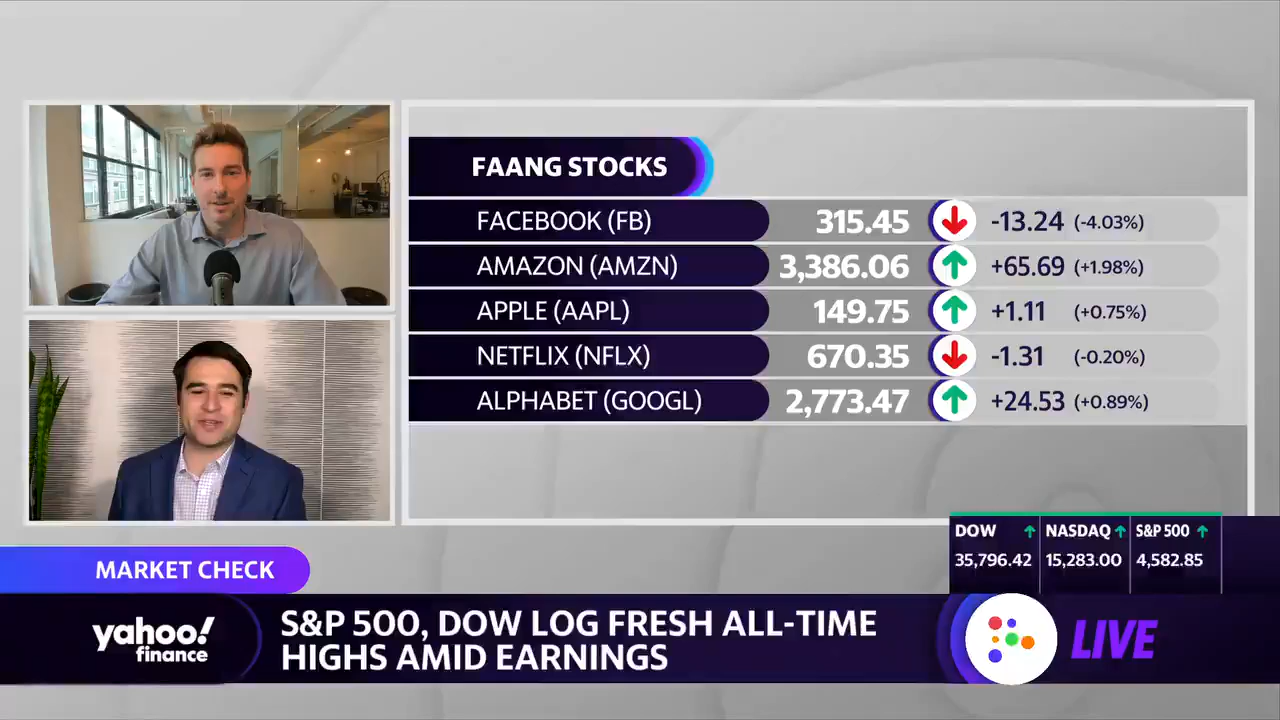 FAANG STOCKS
FACEBOOK (FB) 315.45 -13.24 (-4.03%)
AMAZON (AMZN) 3,386.06 +65.69 (+1.98%)
APPLE (AAPL) 149.75 +1.11 (+0.75%)
NETFLIX (NFLX) 670.35 -1.31 (-0.20%)
ALPHABET (GOOGL) 2,773.47 +24.53 (+0.89%)
DOW NASDAQ S&P 500
35,796.42 15,283.00 4,582.85
MARKET CHECK
yahoo!
finance
S&P 500, DOW LOG FRESH ALL-TIME
HIGHS AMID EARNINGS
LIVE